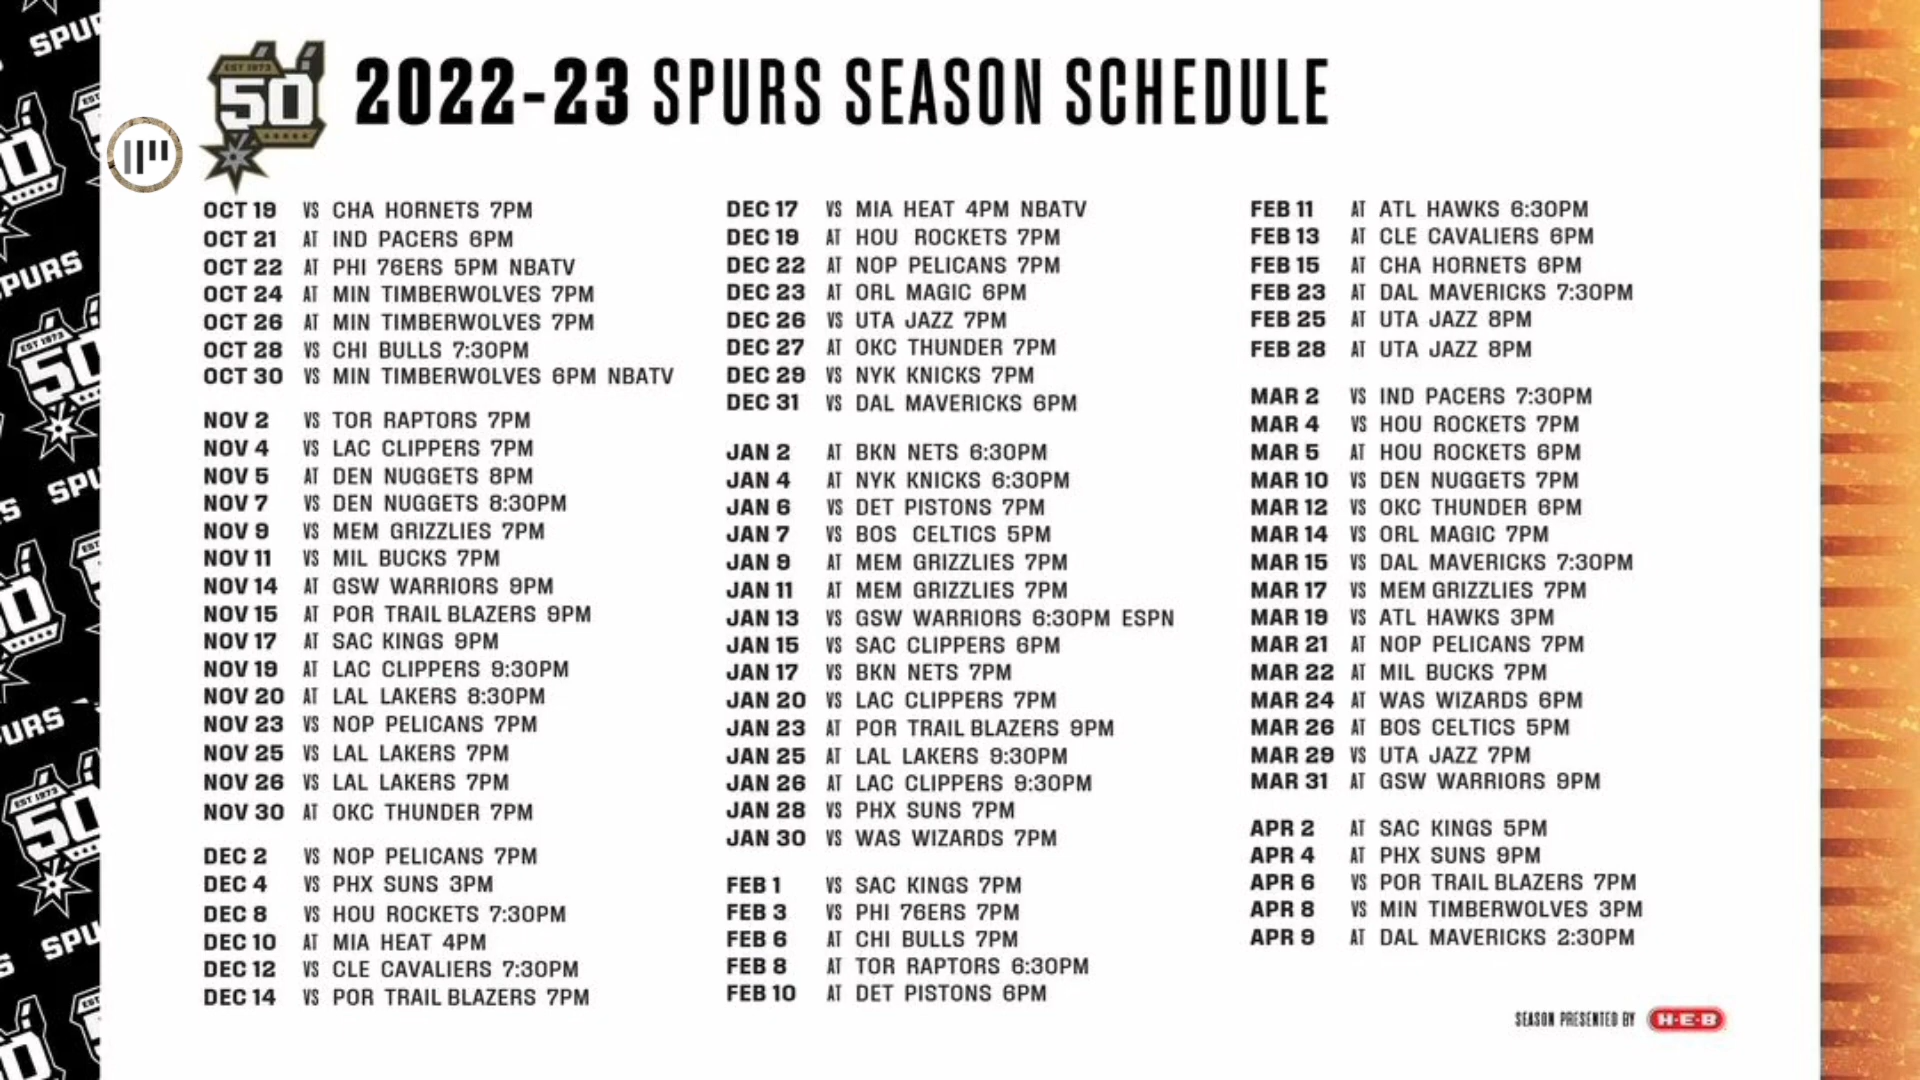 SPURS
EST 1973
50
2022-23 SPURS SEASON SCHEDULE
OCT 19 VS CHA HORNETS 7PM
OCT 21 AT IND PACERS 6PM
OCT 22 AT PHI 76ERS 5PM NBATV
OCT 24 AT MIN TIMBERWOLVES 7PM
OCT 26 AT MIN TIMBERWOLVES 7PM
OCT 28 VS CHI BULLS 7:30PM
OCT 30 VS MIN TIMBERWOLVES 6PM NBATV
NOV 2 VS TOR RAPTORS 7PM
NOV 4 VS LAC CLIPPERS 7PM
NOV 5 AT DEN NUGGETS 8PM
NOV 7 VS DEN NUGGETS 8:30PM
NOV 9 VS MEM GRIZZLIES 7PM
NOV 11 VS MIL BUCKS 7PM
NOV 14 AT GSW WARRIORS 9PM
NOV 15 AT POR TRAIL BLAZERS 9PM
NOV 17 AT SAC KINGS 9PM
NOV 19 AT LAC CLIPPERS 9:30PM
NOV 20 AT LAL LAKERS 8:30PM
NOV 23 VS NOP PELICANS 7PM
NOV 25 VS LAL LAKERS 7PM
NOV 26 VS LAL LAKERS 7PM
NOV 30 AT OKC THUNDER 7PM
DEC 2 VS NOP PELICANS 7PM
DEC 4 VS PHX SUNS 3PM
DEC 8 VS HOU ROCKETS 7:30PM
DEC 10 AT MIA HEAT 4PM
DEC 12 VS CLE CAVALIERS 7:30PM
DEC 14 VS POR TRAIL BLAZERS 7PM
DEC 17 VS MIA HEAT 4PM NBATV
DEC 19 AT HOU ROCKETS 7PM
DEC 22 AT NOP PELICANS 7PM
DEC 23 AT ORL MAGIC 6PM
DEC 26 VS UTA JAZZ 7PM
DEC 27 AT OKC THUNDER 7PM
DEC 29 VS NYK KNICKS 7PM
DEC 31 VS DAL MAVERICKS 6PM
JAN 2 AT BKN NETS 6:30PM
JAN 4 AT NYK KNICKS 6:30PM
JAN 6 VS DET PISTONS 7PM
JAN 7 VS BOS CELTICS 5PM
JAN 9 AT MEM GRIZZLIES 7PM
JAN 11 AT MEM GRIZZLIES 7PM
JAN 13 VS GSW WARRIORS 6:30PM ESPN
JAN 15 VS SAC CLIPPERS 6PM
JAN 17 VS BKN NETS 7PM
JAN 20 VS LAC CLIPPERS 7PM
JAN 23 AT POR TRAIL BLAZERS 9PM
JAN 25 AT LAL LAKERS 9:30PM
JAN 26 AT LAC CLIPPERS 9:30PM
JAN 28 VS PHX SUNS 7PM
JAN 30 VS WAS WIZARDS 7PM
FEB 1 VS SAC KINGS 7PM
FEB 3 VS PHI 76ERS 7PM
FEB 6 AT CHI BULLS 7PM
FEB 8 AT TOR RAPTORS 6:30PM
FEB 10 AT DET PISTONS 6PM
FEB 11 AT ATL HAWKS 6:30PM
FEB 13 AT CLE CAVALIERS 6PM
FEB 15 AT CHA HORNETS 6PM
FEB 23 AT DAL MAVERICKS 7:30PM
FEB 25 AT UTA JAZZ 8PM
FEB 28 AT UTA JAZZ 8PM
MAR 2 VS IND PACERS 7:30PM
MAR 4 VS HOU ROCKETS 7PM
MAR 5 AT HOU ROCKETS 6PM
MAR 10 VS DEN NUGGETS 7PM
MAR 12 VS OKC THUNDER 6PM
MAR 14 VS ORL MAGIC 7PM
MAR 15 VS DAL MAVERICKS 7:30PM
MAR 17 VS MEM GRIZZLIES 7PM
MAR 19 VS ATL HAWKS 3PM
MAR 21 AT NOP PELICANS 7PM
MAR 22 AT MIL BUCKS 7PM
MAR 24 AT WAS WIZARDS 6PM
MAR 26 AT BOS CELTICS 5PM
MAR 29 VS UTA JAZZ 7PM
MAR 31 AT GSW WARRIORS 9PM
APR 2 AT SAC KINGS 5PM
APR 4 AT PHX SUNS 9PM
APR 6 VS POR TRAIL BLAZERS 7PM
APR 8 VS MIN TIMBERWOLVES 3PM
APR 9 AT DAL MAVERICKS 2:30PM
SEASON PRESENTED BY H-E-B